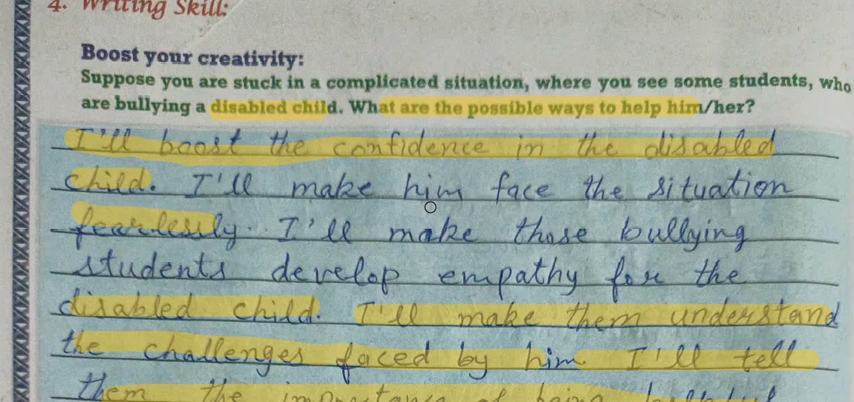 4. Writing Skill:
Boost your creativity:
Suppose you are stuck in a complicated situation, where you see some students, who
are bullying a disabled child. What are the possible ways to help him/her?
I'll boost the confidence in the disabled
child. I'll make him face the situation
fearlessly. I'll make those bullying
students develop empathy for the
disabled child. I'll make them understand
the challenges faced by him. I'll tell
them the importance of being